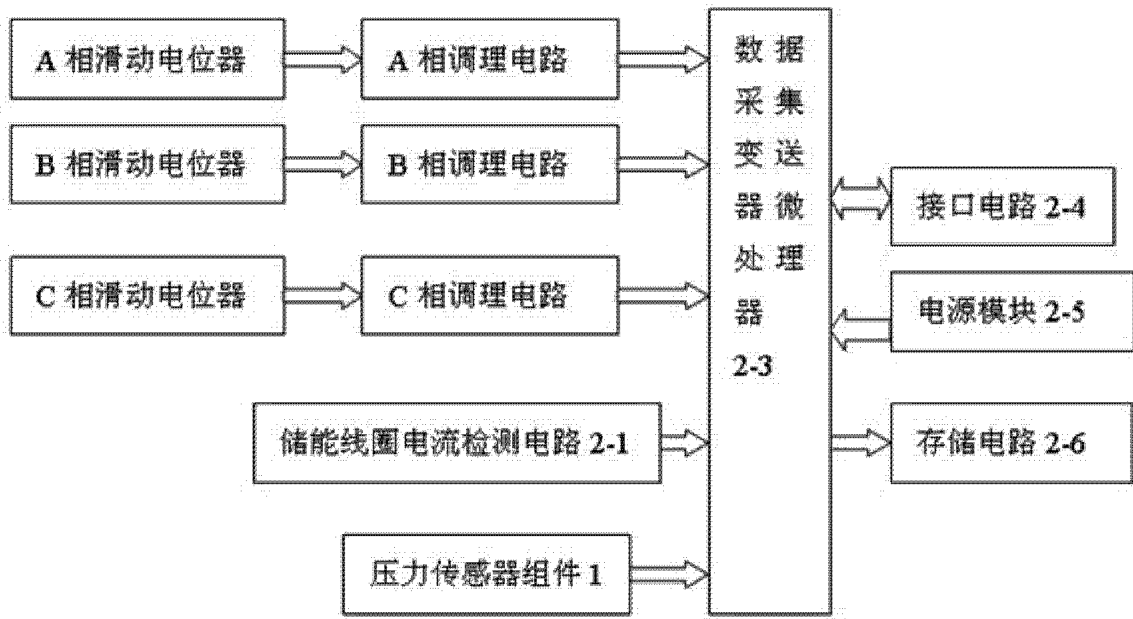 A 相滑动电位器
A 相调理电路
B 相滑动电位器
B 相调理电路
C 相滑动电位器
C 相调理电路
储能线圈电流检测电路 2-1
压力传感器组件 1
数 据
采 集
变 送
器 微
处 理
器
2-3
接口电路 2-4
电源模块 2-5
存储电路 2-6